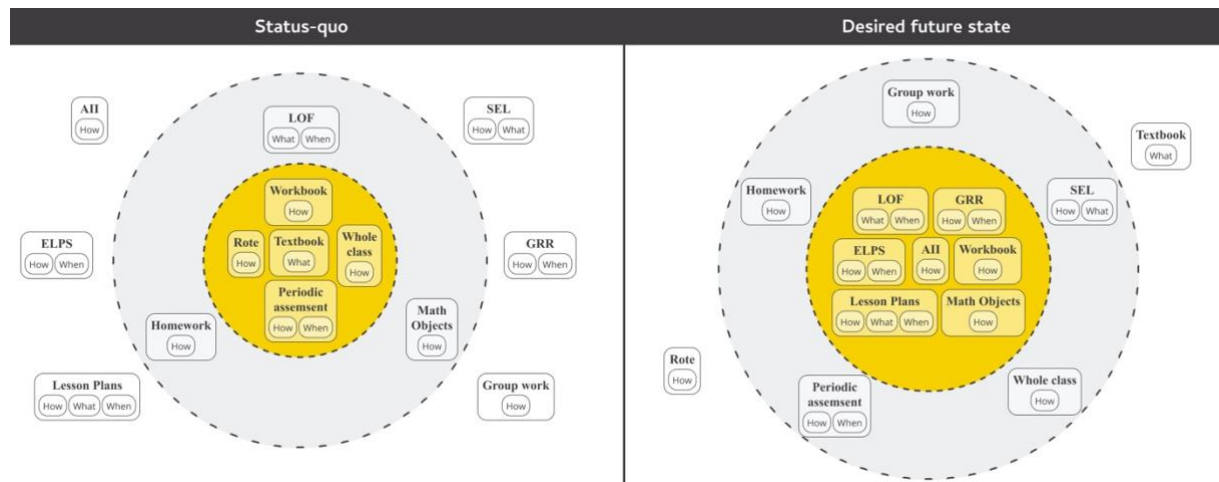 Status-quo
AII
How
LOF
What When
SEL
How What
Workbook
How
Rote
How
Textbook
What
Whole
class
How
ELPS
How When
GRR
How When
Periodic
assemsent
How When
Homework
How
Math
Objects
How
Lesson Plans
How What When
Group work
How
Desired future state
Group work
How
Textbook
What
Homework
How
LOF
What When
GRR
How When
SEL
How What
ELPS
How When
AII
How
Workbook
How
Lesson Plans
How What When
Math Objects
How
Rote
How
Periodic
assemsent
How When
Whole class
How